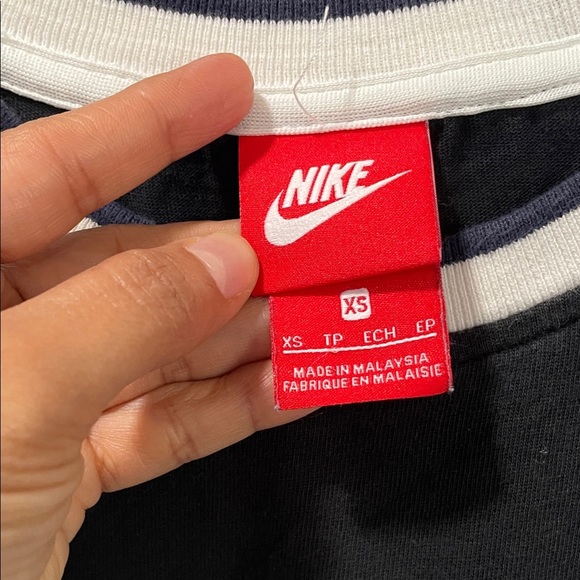 NIKE
XS
XS TP ECH EP
MADE IN MALAYSIA
FABRIQUE EN MALAISIE